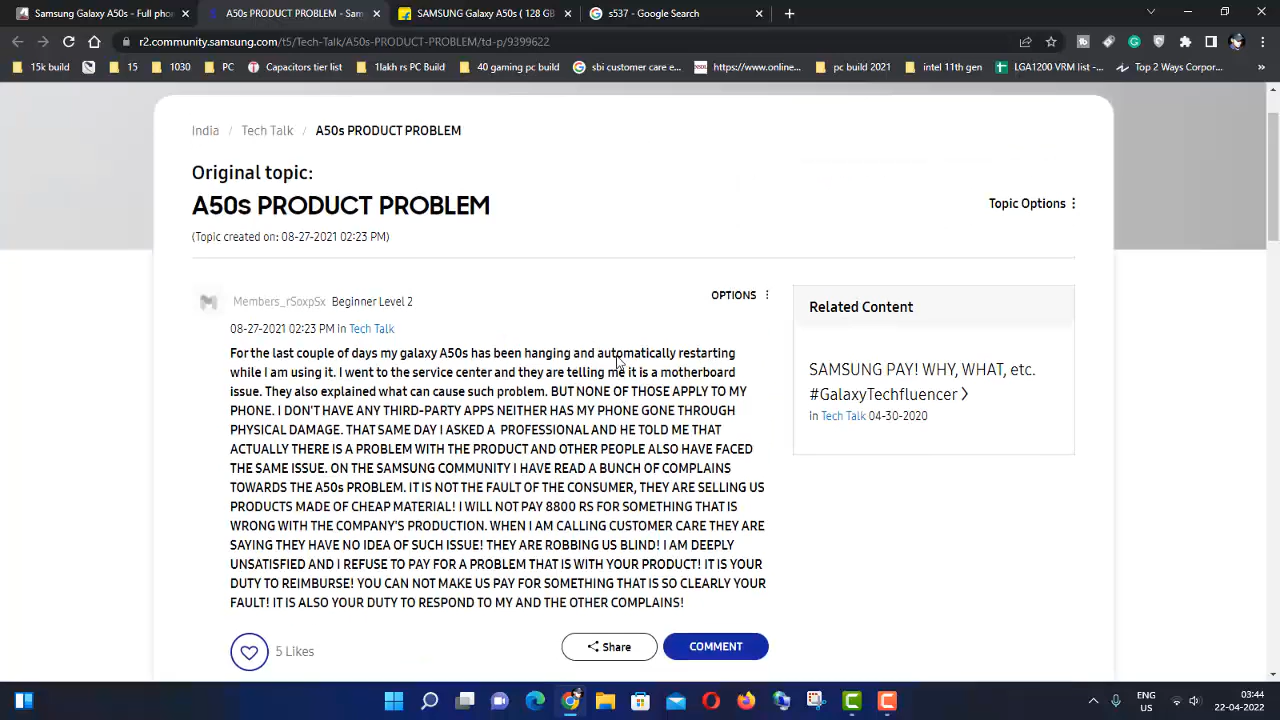 Samsung Galaxy A50s - Full phon
A50s PRODUCT PROBLEM - Sam
SAMSUNG Galaxy A50s ( 128 GB
s537 - Google Search
r2.community.samsung.com/t5/Tech-Talk/A50s-PRODUCT-PROBLEM/td-p/9399622
15k build
15
1030
PC
Capacitors tier list
1lakh rs PC Build
40 gaming pc build
sbi customer care e...
https://www.online...
pc build 2021
intel 11th gen
LGA1200 VRM list -...
Top 2 Ways Corpor...
India / Tech Talk / A50s PRODUCT PROBLEM
Original topic:
A50s PRODUCT PROBLEM
Topic Options
(Topic created on: 08-27-2021 02:23 PM)
Members_rSoxpSx Beginner Level 2
OPTIONS
08-27-2021 02:23 PM in Tech Talk
For the last couple of days my galaxy A50s has been hanging and automatically restarting
while I am using it. I went to the service center and they are telling me it is a motherboard
issue. They also explained what can cause such problem. BUT NONE OF THOSE APPLY TO MY
PHONE. I DON'T HAVE ANY THIRD-PARTY APPS NEITHER HAS MY PHONE GONE THROUGH
PHYSICAL DAMAGE. THAT SAME DAY I ASKED A PROFESSIONAL AND HE TOLD ME THAT
ACTUALLY THERE IS A PROBLEM WITH THE PRODUCT AND OTHER PEOPLE ALSO HAVE FACED
THE SAME ISSUE. ON THE SAMSUNG COMMUNITY I HAVE READ A BUNCH OF COMPLAINS
TOWARDS THE A50s PROBLEM. IT IS NOT THE FAULT OF THE CONSUMER, THEY ARE SELLING US
PRODUCTS MADE OF CHEAP MATERIAL! I WILL NOT PAY 8800 RS FOR SOMETHING THAT IS
WRONG WITH THE COMPANY'S PRODUCTION. WHEN I AM CALLING CUSTOMER CARE THEY ARE
SAYING THEY HAVE NO IDEA OF SUCH ISSUE! THEY ARE ROBBING US BLIND! I AM DEEPLY
UNSATISFIED AND I REFUSE TO PAY FOR A PROBLEM THAT IS WITH YOUR PRODUCT! IT IS YOUR
DUTY TO REIMBURSE! YOU CAN NOT MAKE US PAY FOR SOMETHING THAT IS SO CLEARLY YOUR
FAULT! IT IS ALSO YOUR DUTY TO RESPOND TO MY AND THE OTHER COMPLAINS!
5 Likes
Share
COMMENT
Related Content
SAMSUNG PAY! WHY, WHAT, etc.
#GalaxyTechfluencer
in Tech Talk 04-30-2020
ENG
US
03:44
22-04-2022